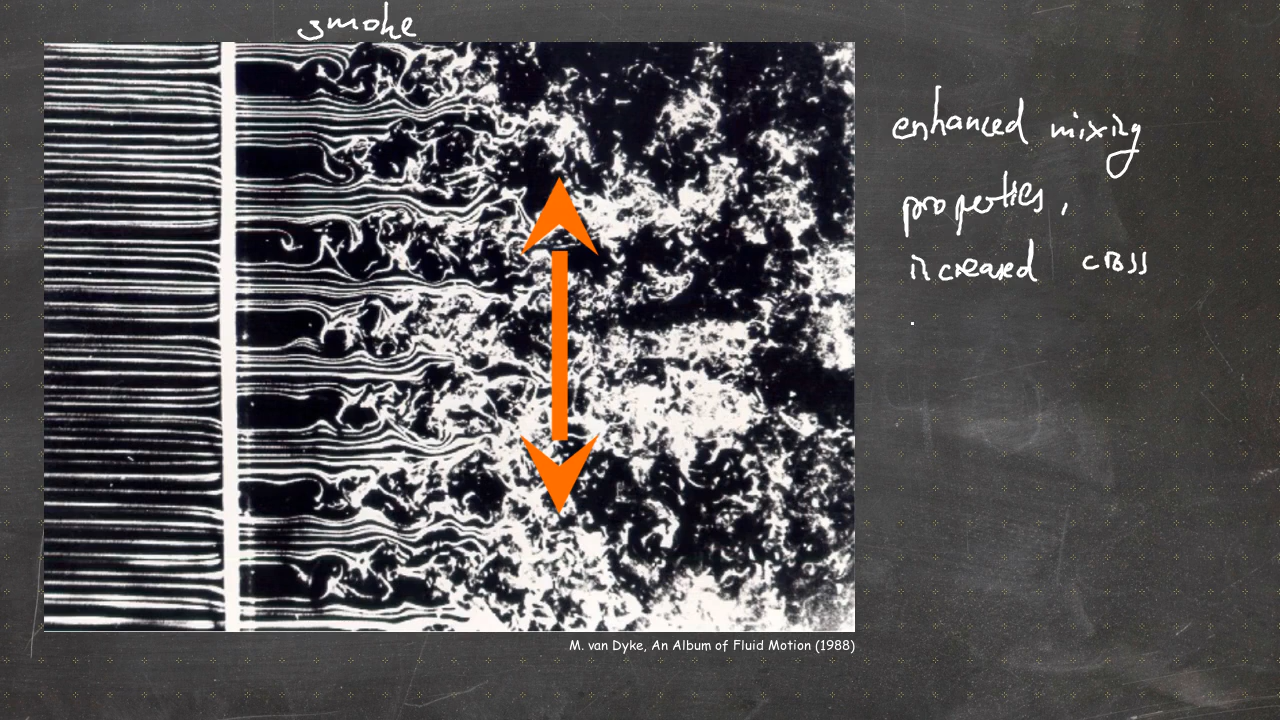 smoke
enhanced mixing
properties,
increased cross
.
M. van Dyke, An Album of Fluid Motion (1988)